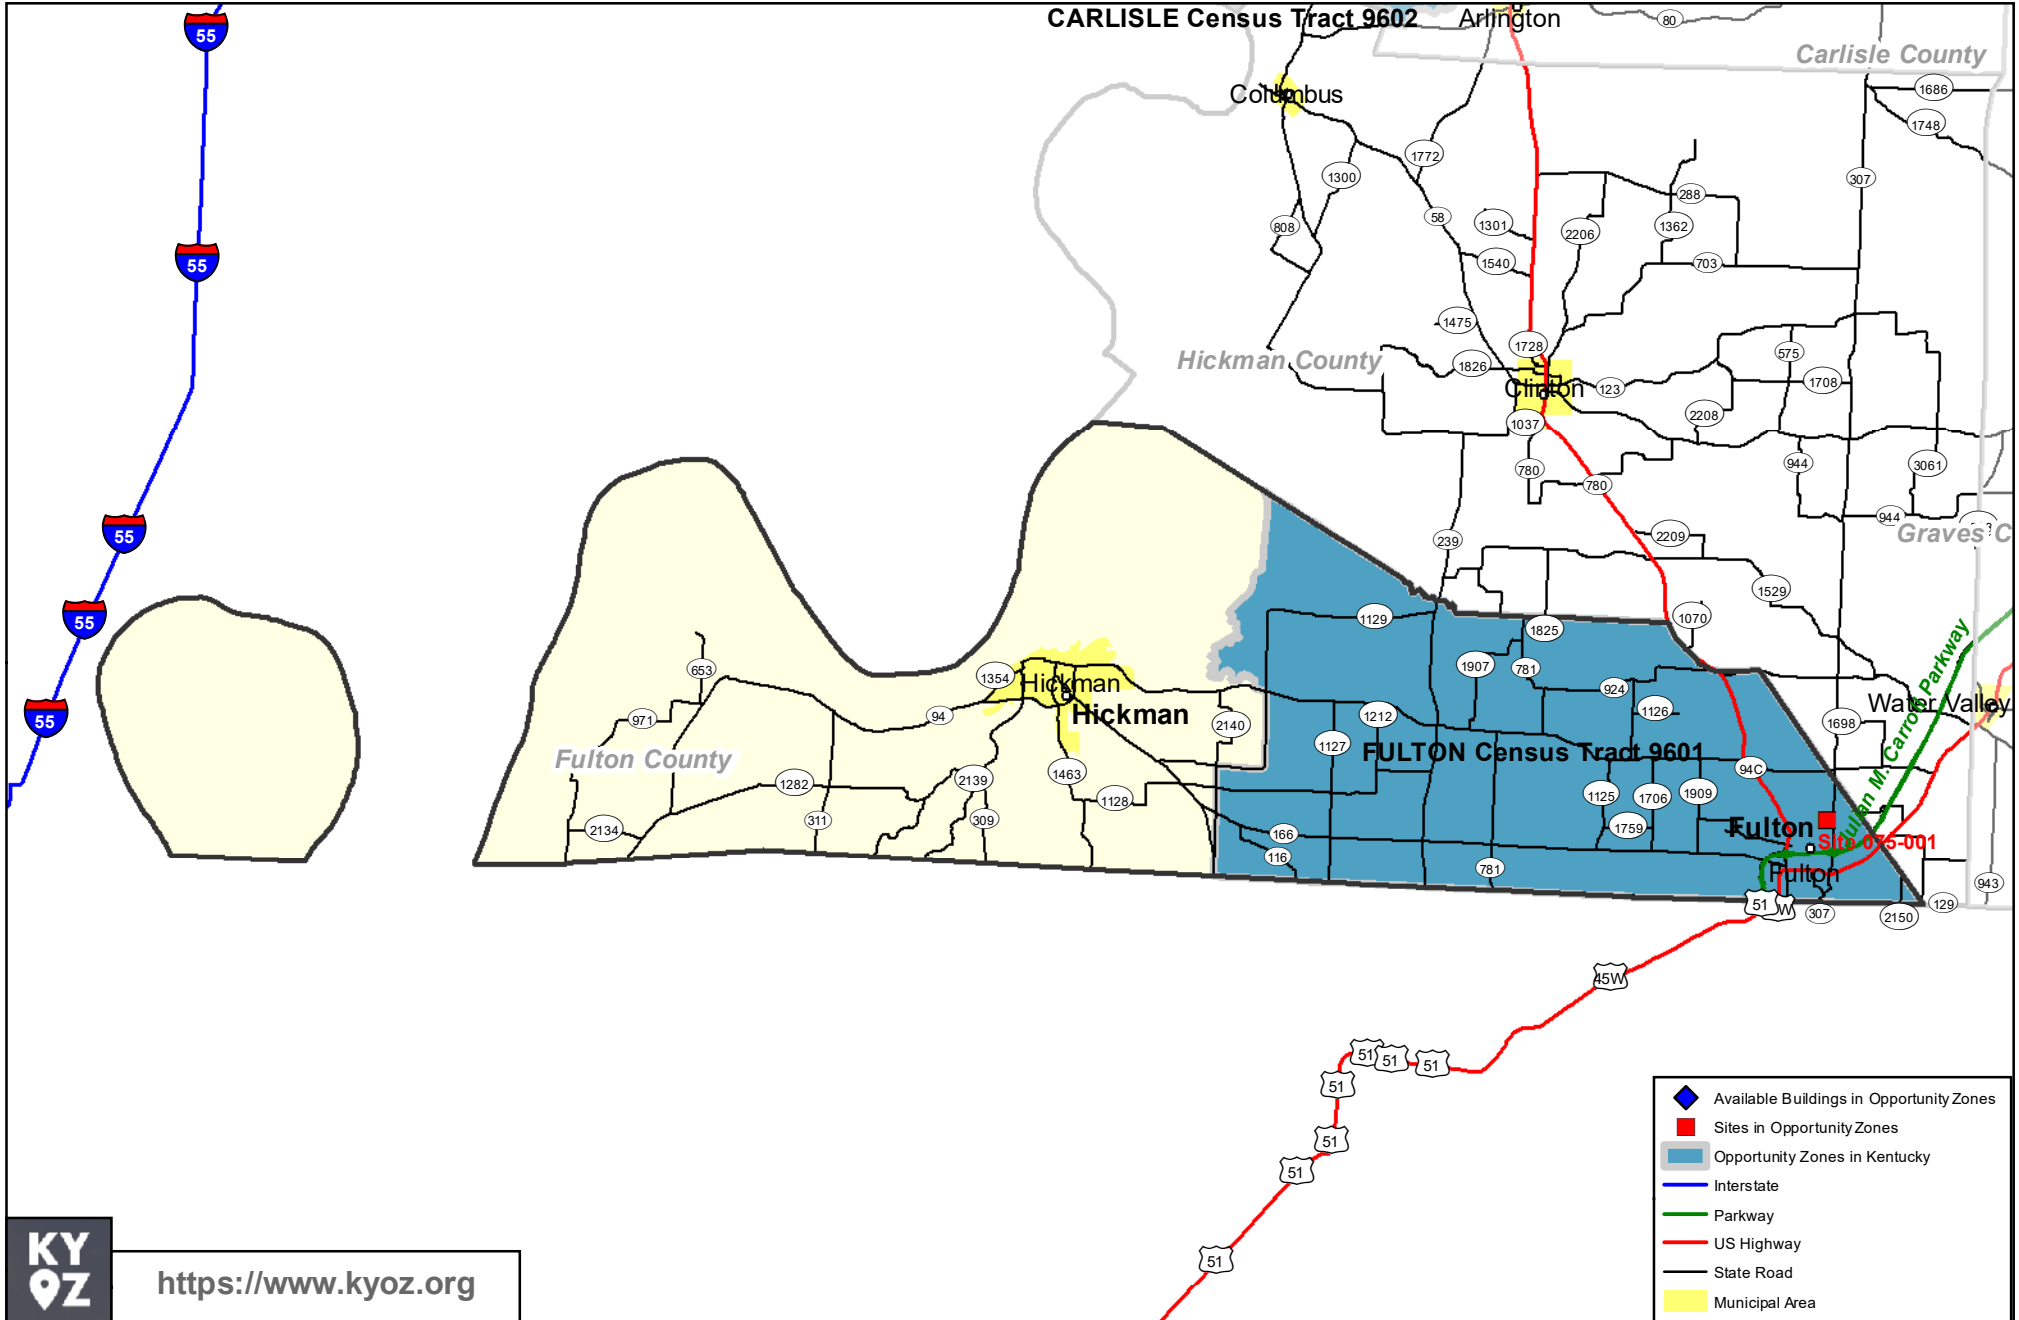 CARLISLE Census Tract 9602
Arlington
80
55
Carlisle County
Columbus
1686
1748
1772
1300
307
288
58
1301
1362
808
2206
55
1540
703
1475
1728
575
Hickman County
1826
1708
Clinton
123
2208
1037
780
944
3061
780
944
55
239
2209
Graves C
1529
55
1129
1070
1825
653
1907
781
1354
Hickman
924
Water Valley
1126
55
971
94
Hickman
2140
1212
1698
1127
FULTON Census Tract 9601
Fulton County
94C
1463
2139
1282
1125
1706
1909
1128
Julian M. Carroll Parkway
311
309
2134
166
1759
Fulton
Site 075-001
116
781
Fulton
943
51
W
307
2150
129
45W
51
51
51
51
51
51
51
Available Buildings in Opportunity Zones
Sites in Opportunity Zones
Opportunity Zones in Kentucky
Interstate
Parkway
US Highway
State Road
Municipal Area
KY
OZ
https://www.kyoz.org